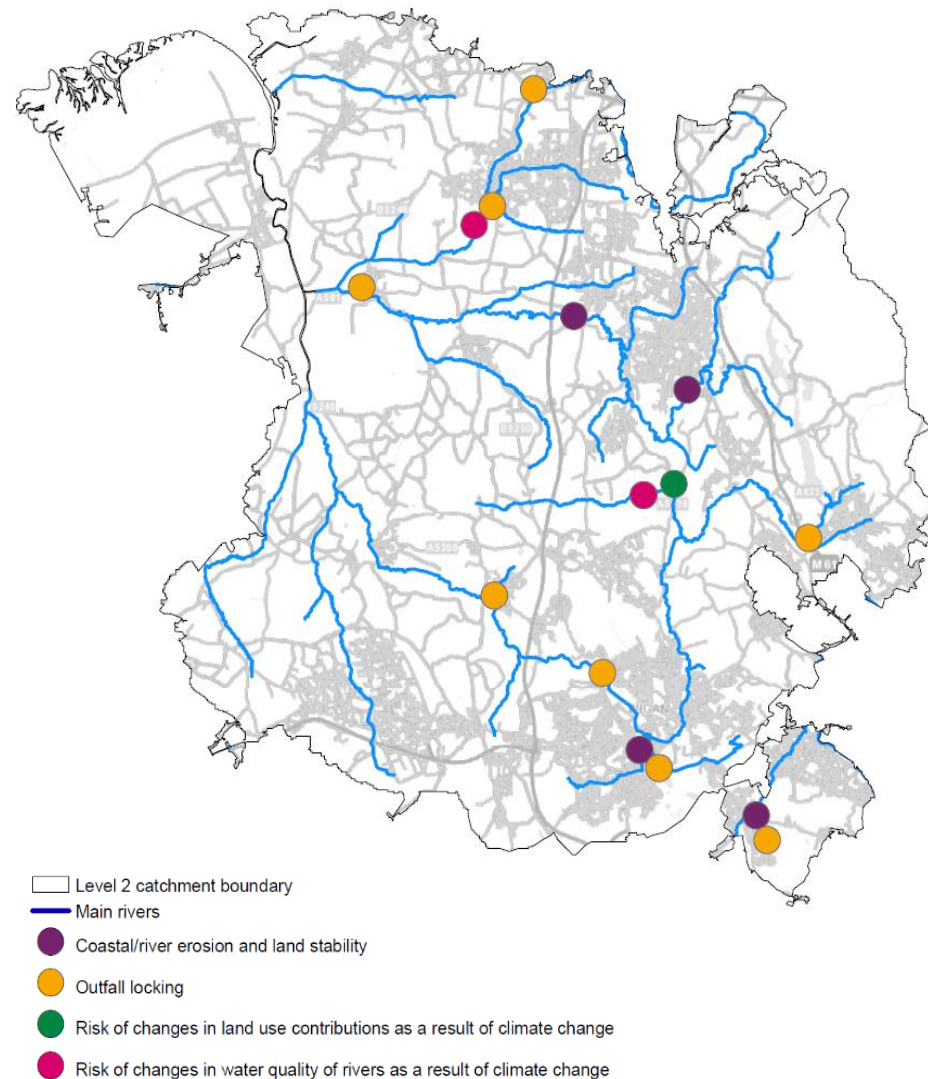 Level 2 catchment boundary
Main rivers
Coastal/river erosion and land stability
Outfall locking
Risk of changes in land use contributions as a result of climate change
Risk of changes in water quality of rivers as a result of climate change